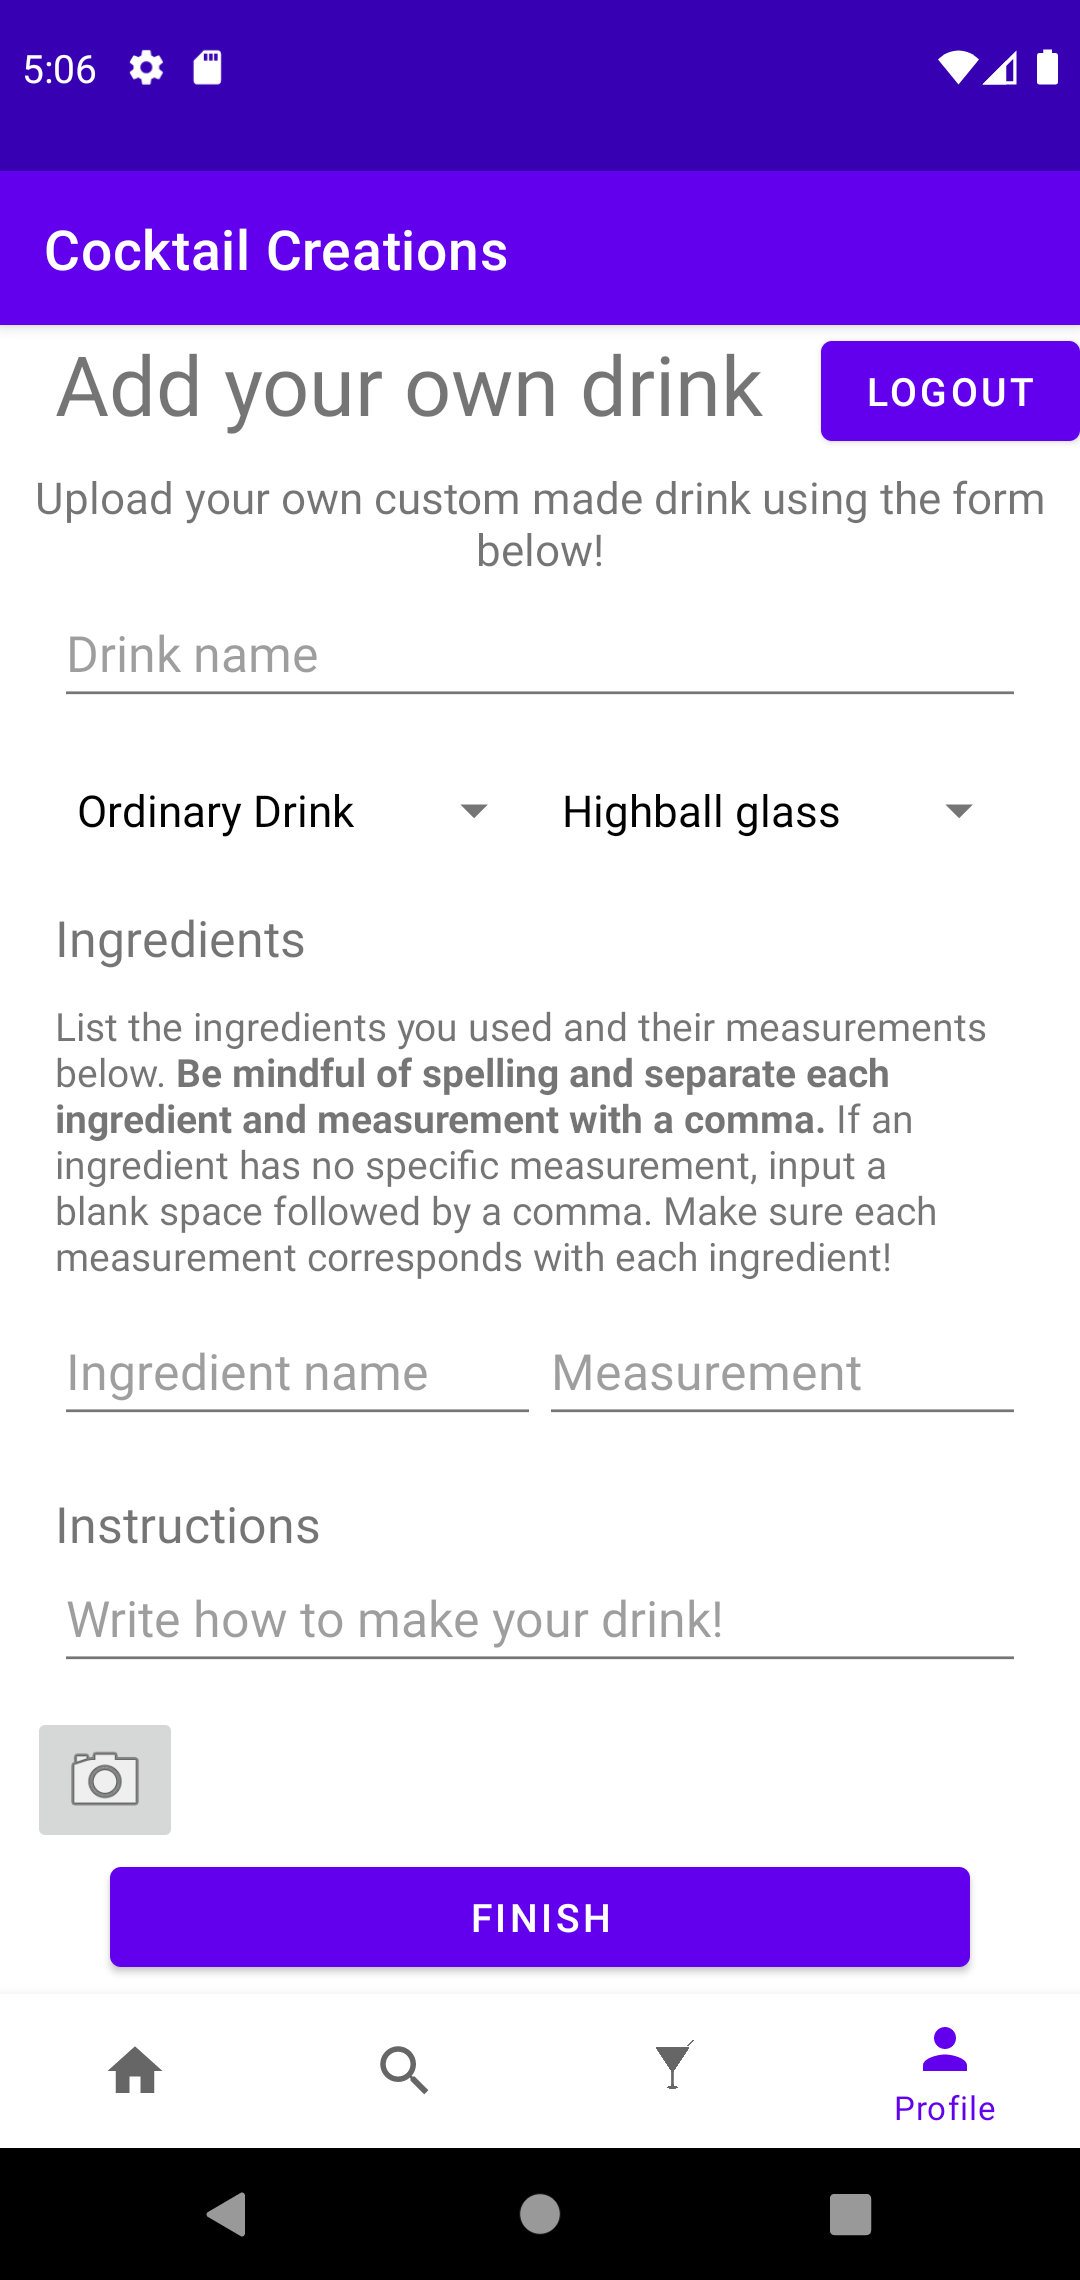 5:06
Cocktail Creations
Add your own drink
LOGOUT
Upload your own custom made drink using the form
below!
Drink name
Ordinary Drink
Highball glass
Ingredients
List the ingredients you used and their measurements
below. Be mindful of spelling and separate each
ingredient and measurement with a comma. If an
ingredient has no specific measurement, input a
blank space followed by a comma. Make sure each
measurement corresponds with each ingredient!
Ingredient name
Measurement
Instructions
Write how to make your drink!
FINISH
Profile